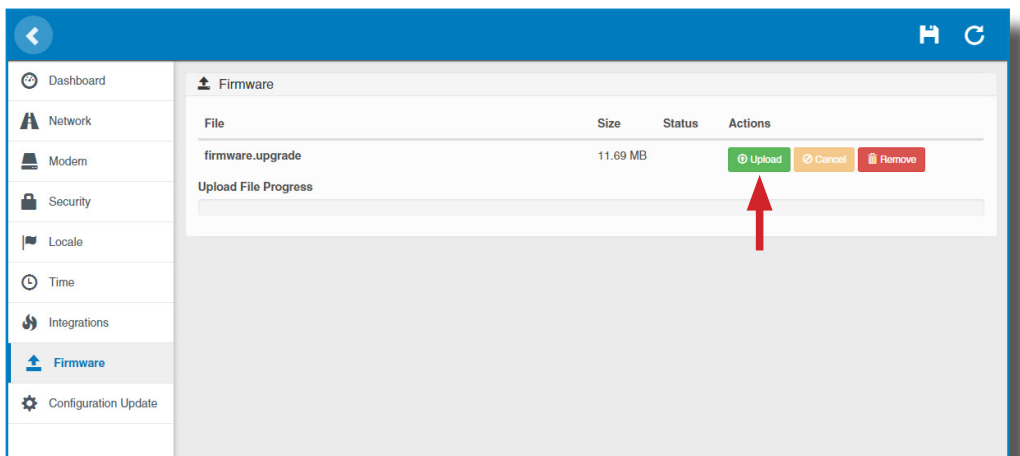 Dashboard
Network
Modem
Security
Locale
Time
Integrations
Firmware
Configuration Update
Firmware
File Size Status Actions
firmware.upgrade 11.69 MB Upload Cancel Remove
Upload File Progress